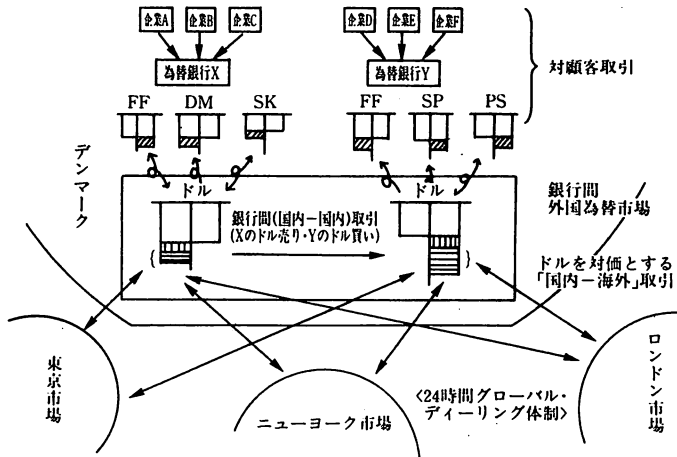 企業A 企業B 企業C 企業D 企業E 企業F
為替銀行X 為替銀行Y
対顧客取引
FF DM SK FF SP PS
デンマーク
ドル ドル
銀行間(国内－国内)取引
(Xのドル売り・Yのドル買い)
銀行間
外国為替市場
ドルを対価とする
「国内－海外」取引
東京市場
ニューヨーク市場
〈24時間グローバル・
ディーリング体制〉
ロンドン市場